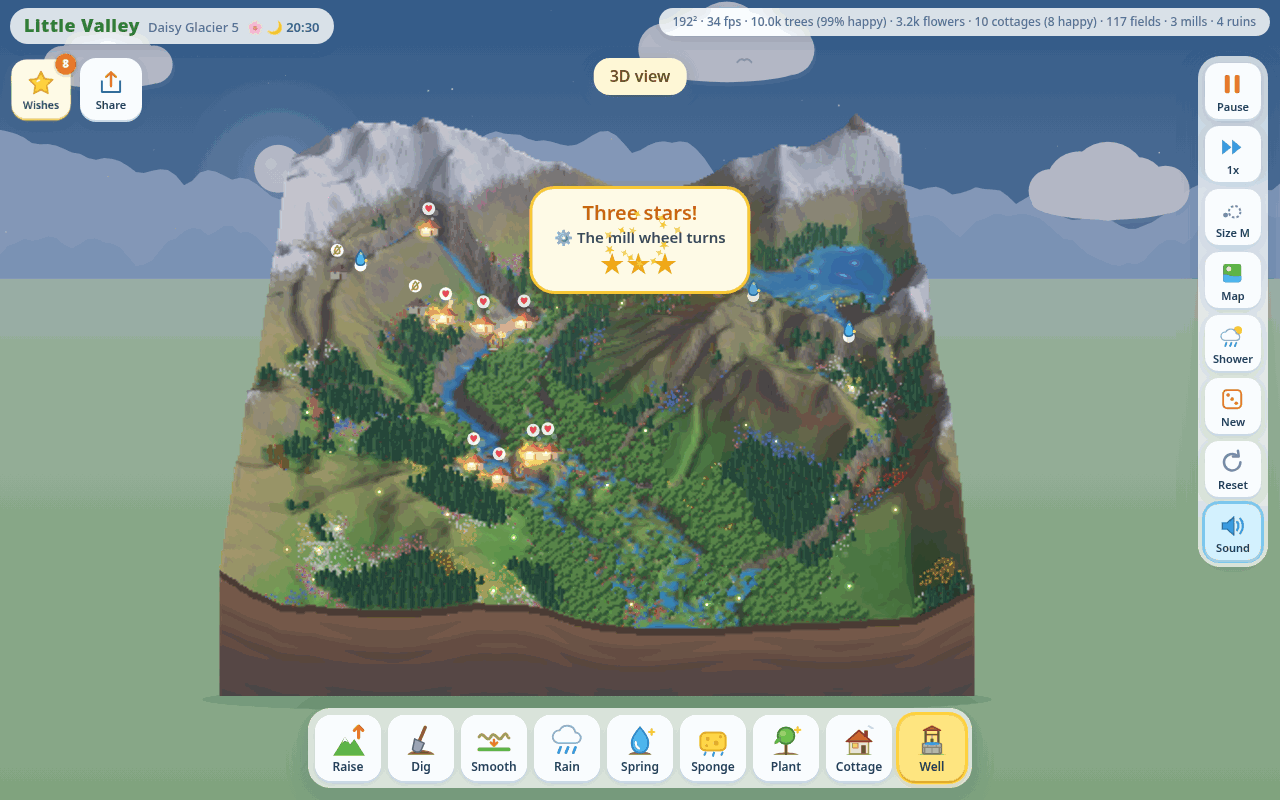 Little Valley Daisy Glacier 5 20:30
192² · 34 fps · 10.0k trees (99% happy) · 3.2k flowers · 10 cottages (8 happy) · 117 fields · 3 mills · 4 ruins
8
Wishes
Share
3D view
Three stars!
The mill wheel turns
Pause
1x
Size M
Map
Shower
New
Reset
Sound
Raise
Dig
Smooth
Rain
Spring
Sponge
Plant
Cottage
Well